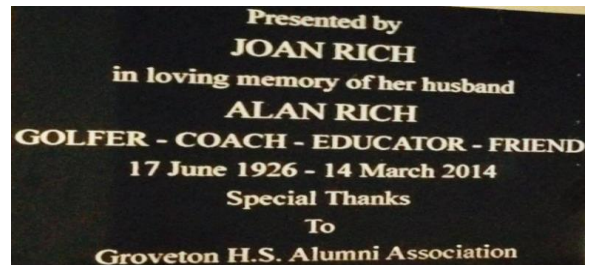 Presented by
JOAN RICH
in loving memory of her husband
ALAN RICH
GOLFER - COACH - EDUCATOR - FRIEND
17 June 1926 - 14 March 2014
Special Thanks
To
Groveton H.S. Alumni Association